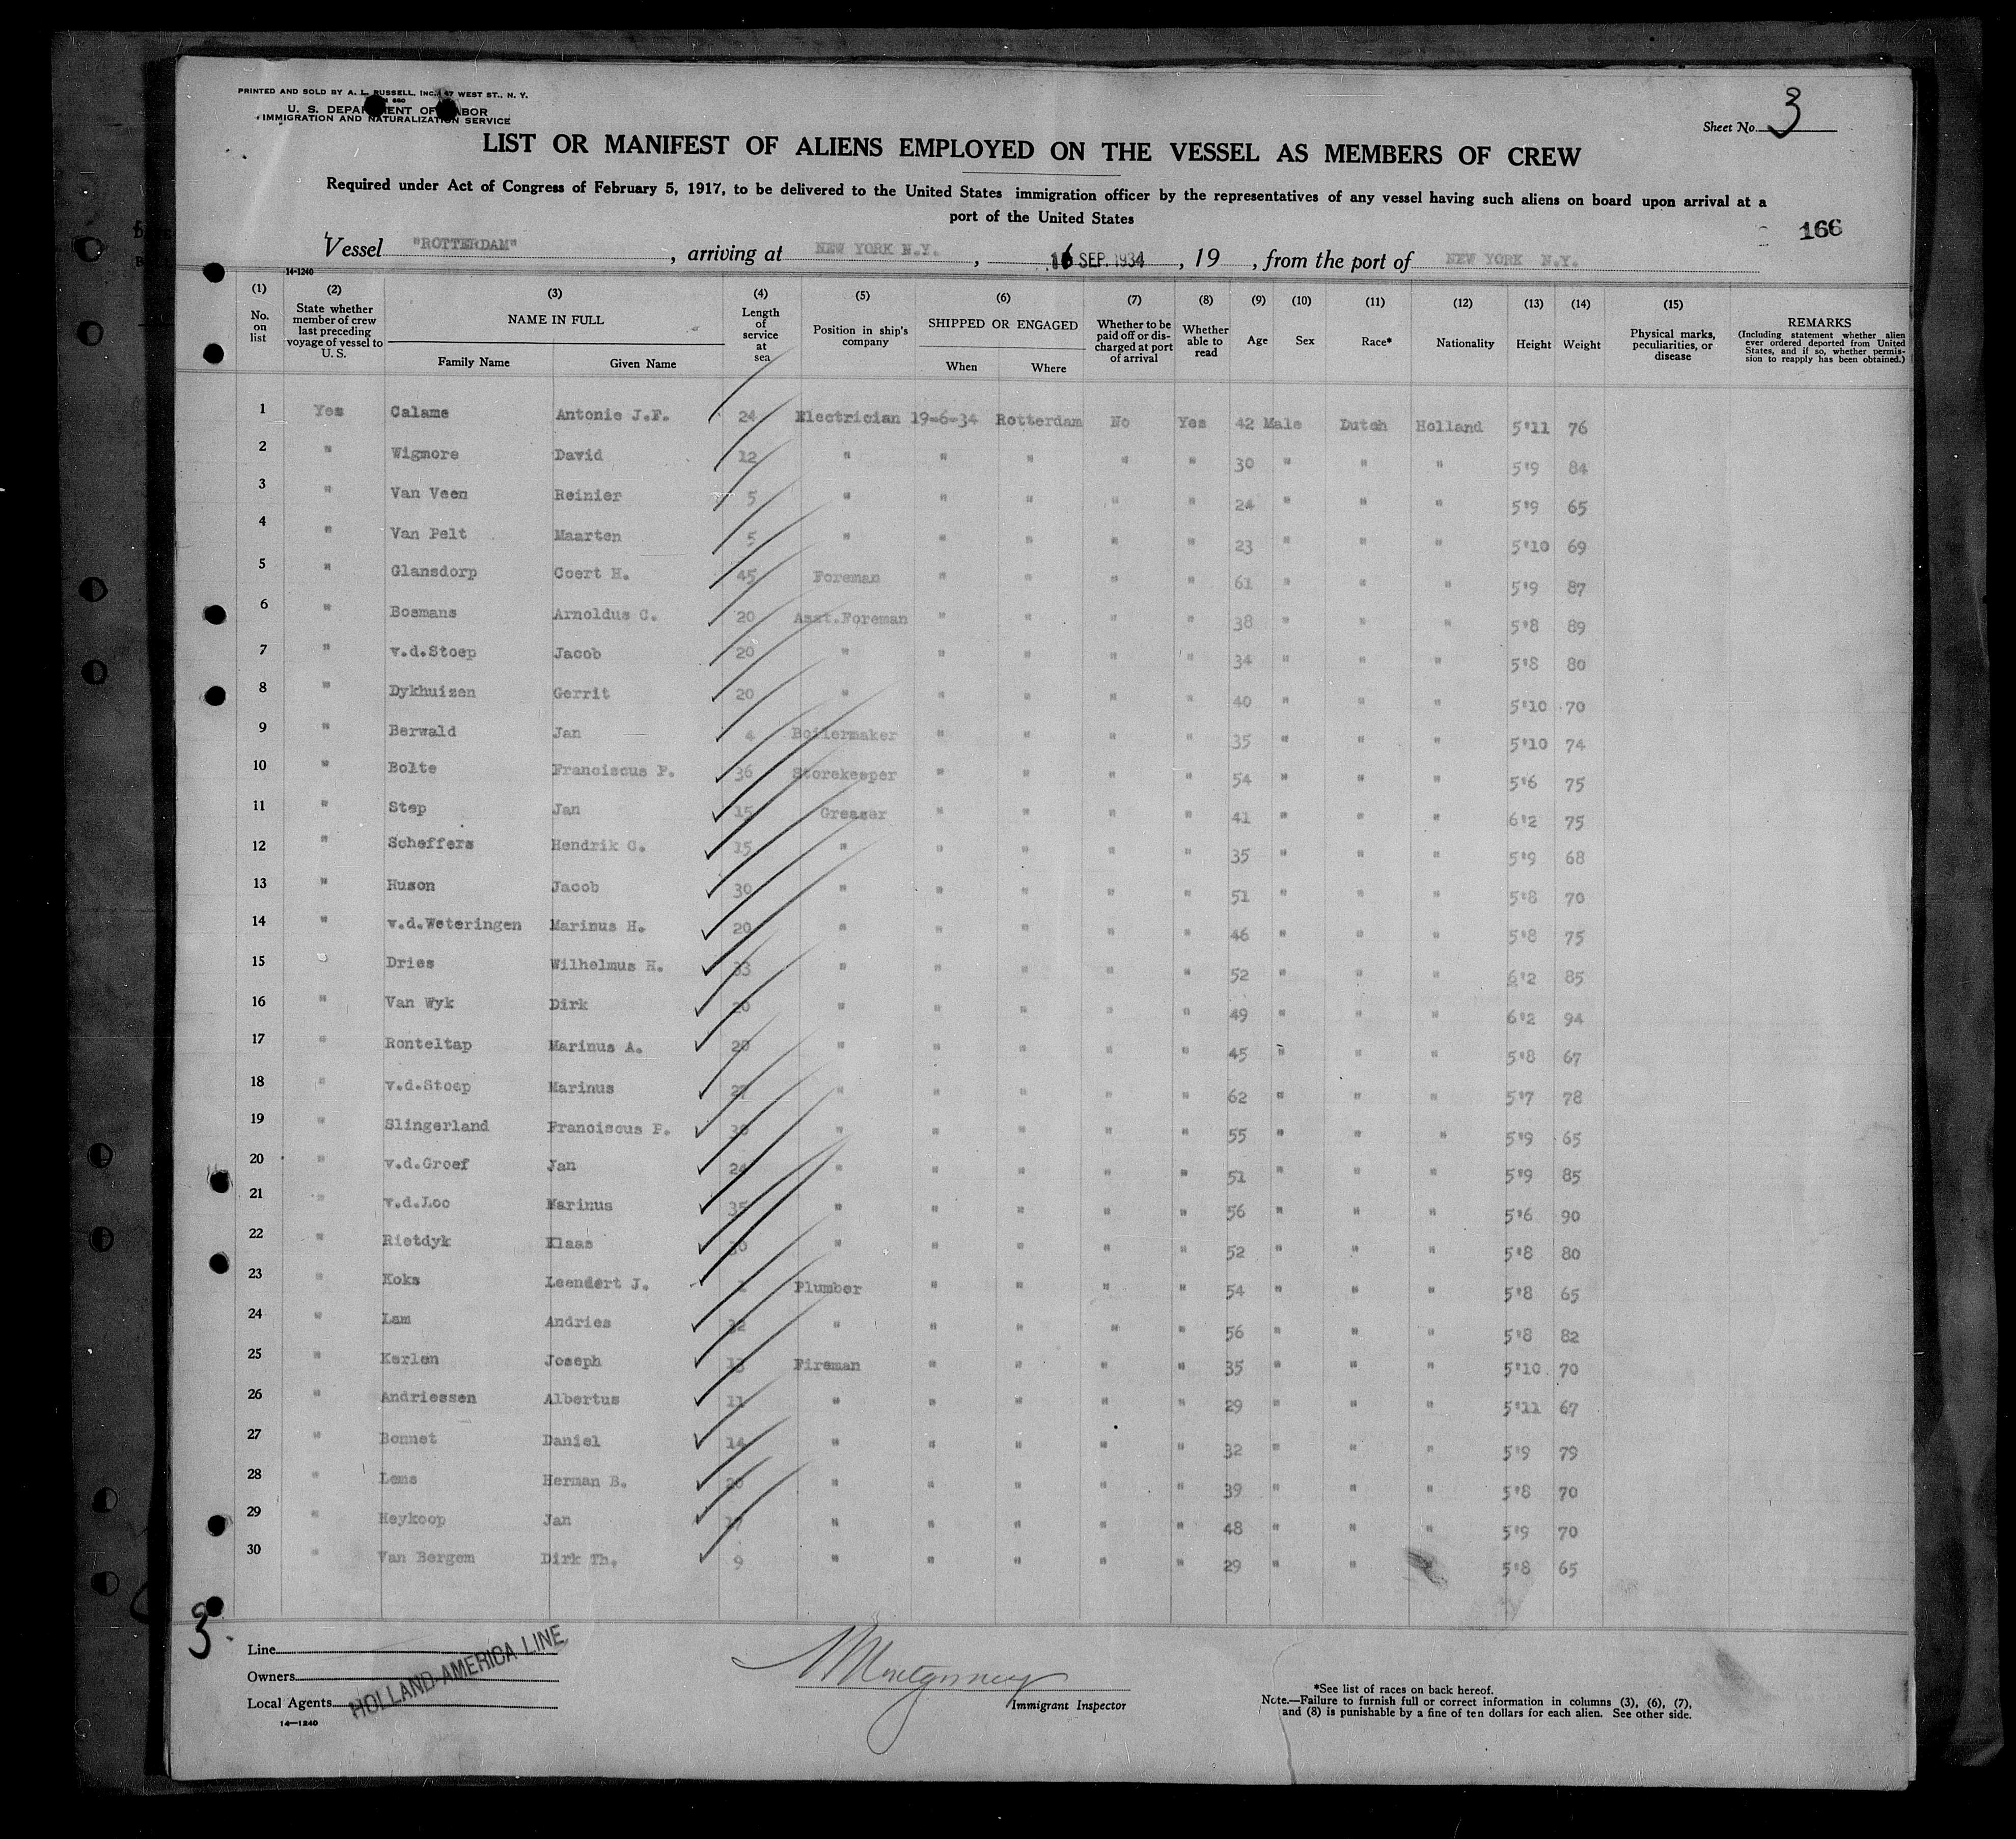 PRINTED AND SOLD BY A. L. RUSSELL, INC., 67 WEST ST., N. Y.
U. S. DEPARTMENT OF LABOR
IMMIGRATION AND NATURALIZATION SERVICE
Sheet No. 3
LIST OR MANIFEST OF ALIENS EMPLOYED ON THE VESSEL AS MEMBERS OF CREW
Required under Act of Congress of February 5, 1917, to be delivered to the United States immigration officer by the representatives of any vessel having such aliens on board upon arrival at a
port of the United States
166
Vessel "ROTTERDAM", arriving at NEW YORK N.Y., 16 SEP. 1934, 19 , from the port of NEW YORK N.Y.
14-1240
(1) (2) (3) (4) (5) (6) (7) (8) (9) (10) (11) (12) (13) (14) (15)
No. on list | State whether member of crew last preceding voyage of vessel to U. S. | NAME IN FULL | Length of service at sea | Position in ship's company | SHIPPED OR ENGAGED | Whether to be paid off or discharged at port of arrival | Whether able to read | Age | Sex | Race* | Nationality | Height | Weight | Physical marks, peculiarities, or disease | REMARKS (Including statement whether alien ever ordered deported from United States, and if so, whether permission to reapply has been obtained.)
Family Name Given Name When Where
1 Yes Calame Antonie J.F. 24 Electrician 19-6-34 Rotterdam No Yes 42 Male Dutch Holland 5'11 76
2 " Wigmore David 12 " " " " " 30 " " " 5'9 84
3 " Van Veen Reinier 5 " " " " " 24 " " " 5'9 65
4 " Van Pelt Maarten 5 " " " " " 23 " " " 5'10 69
5 " Glansdorp Coert H. 45 Foreman " " " " 61 " " " 5'9 87
6 " Bosmans Arnoldus C. 20 Asst.Foreman " " " " 38 " " " 5'8 89
7 " v.d.Stoep Jacob 20 " " " " " 34 " " " 5'8 80
8 " Dykhuizen Gerrit 20 " " " " " 40 " " " 5'10 70
9 " Berwald Jan 4 Boilermaker " " " " 35 " " " 5'10 74
10 " Bolte Franciscus P. 36 Storekeeper " " " " 54 " " " 5'6 75
11 " Step Jan 15 Greaser " " " " 41 " " " 6'2 75
12 " Scheffers Hendrik C. 15 " " " " " 35 " " " 5'9 68
13 " Huson Jacob 30 " " " " " 51 " " " 5'8 70
14 " v.d.Weteringen Marinus H. 20 " " " " " 46 " " " 5'8 75
15 Dries Wilhelmus H. 33 " " " " " 52 " " " 6'2 85
16 " Van Wyk Dirk 20 " " " " " 49 " " " 6'2 94
17 " Ronteltap Marinus A. 20 " " " " " 45 " " " 5'8 67
18 " v.d.Stoep Marinus 27 " " " " " 62 " " " 5'7 78
19 " Slingerland Franciscus P. " " " " " 55 " " " 5'9 65
20 " v.d.Groef Jan 24 " " " " " 51 " " " 5'9 85
21 " v.d.Loo Marinus 35 " " " " " 56 " " " 5'6 90
22 " Rietdyk Klaas " " " " " 52 " " " 5'8 80
23 " Koks Leendert J. Plumber " " " " 54 " " " 5'8 65
24 " Lam Andries " " " " " 56 " " " 5'8 82
25 " Kerlen Joseph 13 Fireman " " " " 35 " " " 5'10 70
26 " Andriessen Albertus 11 " " " " " 29 " " " 5'11 67
27 " Bonnet Daniel 14 " " " " " 32 " " " 5'9 79
28 " Lems Herman B. 20 " " " " " 39 " " " 5'8 70
29 " Heykoop Jan " " " " " 48 " " " 5'9 70
30 " Van Bergem Dirk Th. 9 " " " " " 29 " " 5'8 65
3.
Line
Owners
Local Agents
HOLLAND-AMERICA LINE
14—1240
Montgomery
Immigrant Inspector
*See list of races on back hereof.
Note.—Failure to furnish full or correct information in columns (3), (6), (7),
and (8) is punishable by a fine of ten dollars for each alien. See other side.